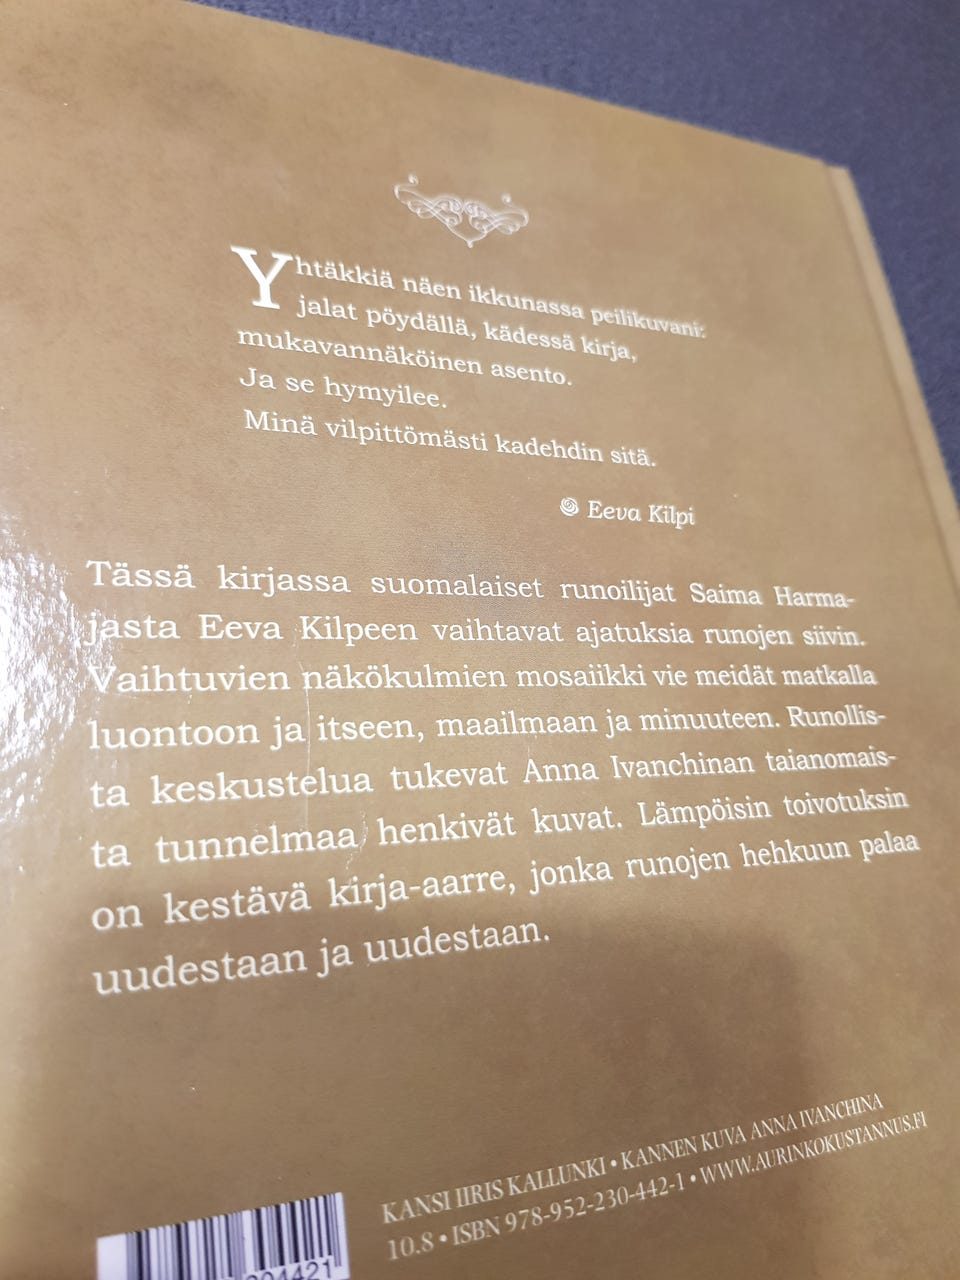 Yhtäkkiä näen ikkunassa peilikuvani:
jalat pöydällä, kädessä kirja,
mukavannäköinen asento.
Ja se hymyilee.
Minä vilpittömästi kadehdin sitä.
Eeva Kilpi
Tässä kirjassa suomalaiset runoilijat Saima Harma-
jasta Eeva Kilpeen vaihtavat ajatuksia runojen siivin.
Vaihtuvien näkökulmien mosaiikki vie meidät matkalla
luontoon ja itseen, maailmaan ja minuuteen. Runollis-
ta keskustelua tukevat Anna Ivanchinan taianomais-
ta tunnelmaa henkivät kuvat. Lämpöisin toivotuksin
on kestävä kirja-aarre, jonka runojen hehkuun palaa
uudestaan ja uudestaan.
KANSI IIRIS KALLUNKI • KANNEN KUVA ANNA IVANCHINA
10.8 • ISBN 978-952-230-442-1 • WWW.AURINKOKUSTANNUS.FI